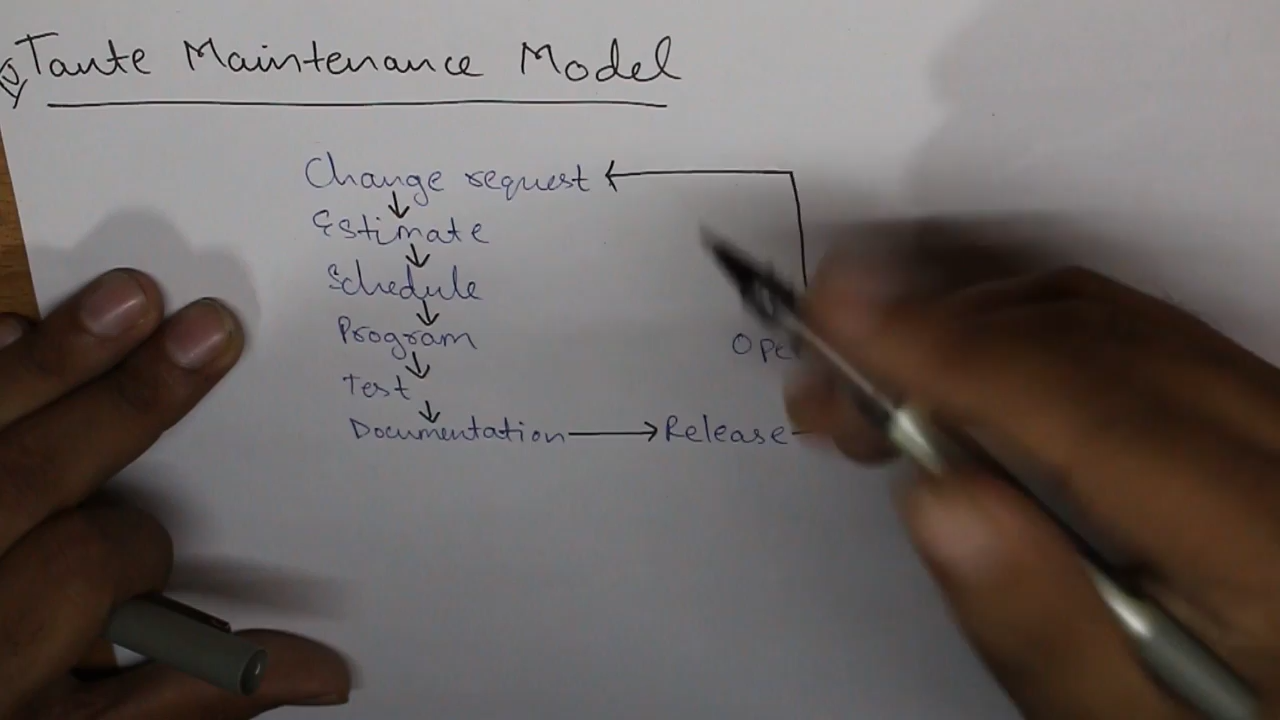 Taute Maintenance Model
Change request
Estimate
Schedule
Program
Test
Documentation → Release